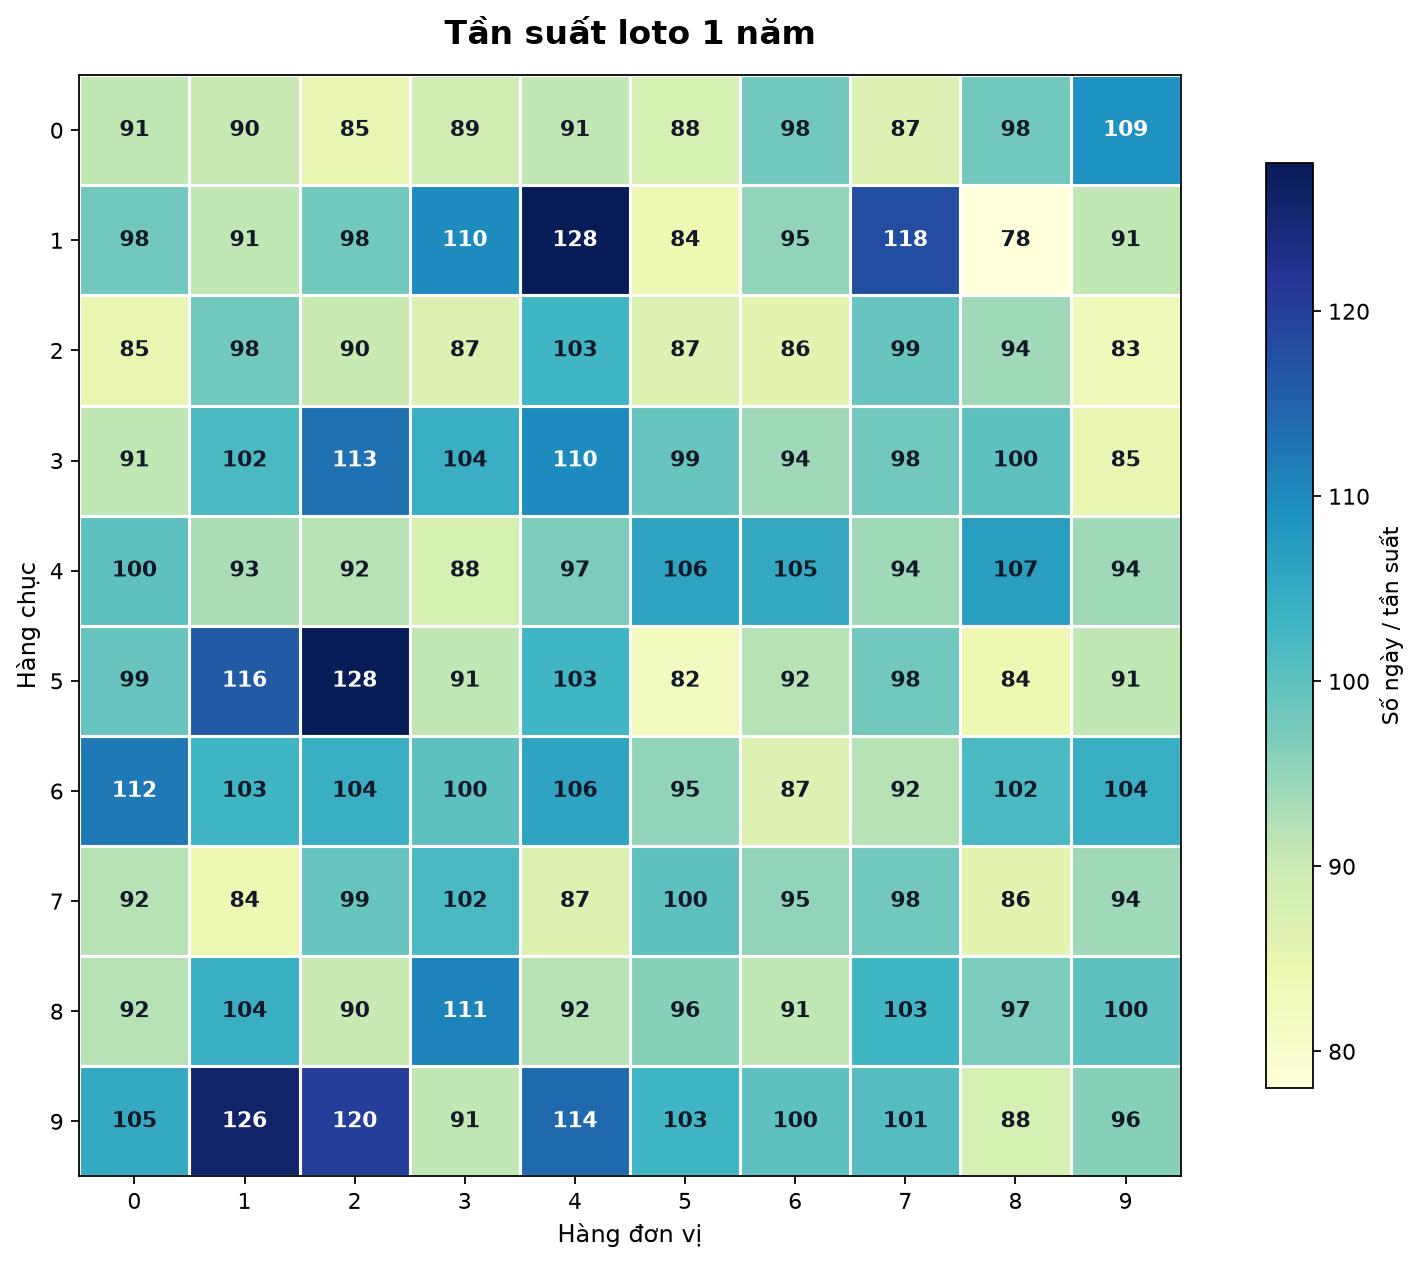 Tần suất loto 1 năm
0 91 90 85 89 91 88 98 87 98 109
1 98 91 98 110 128 84 95 118 78 91
2 85 98 90 87 103 87 86 99 94 83
3 91 102 113 104 110 99 94 98 100 85
4 100 93 92 88 97 106 105 94 107 94
5 99 116 128 91 103 82 92 98 84 91
6 112 103 104 100 106 95 87 92 102 104
7 92 84 99 102 87 100 95 98 86 94
8 92 104 90 111 92 96 91 103 97 100
9 105 126 120 91 114 103 100 101 88 96
0 1 2 3 4 5 6 7 8 9
Hàng đơn vị
Hàng chục
120
110
100
90
80
Số ngày / tần suất